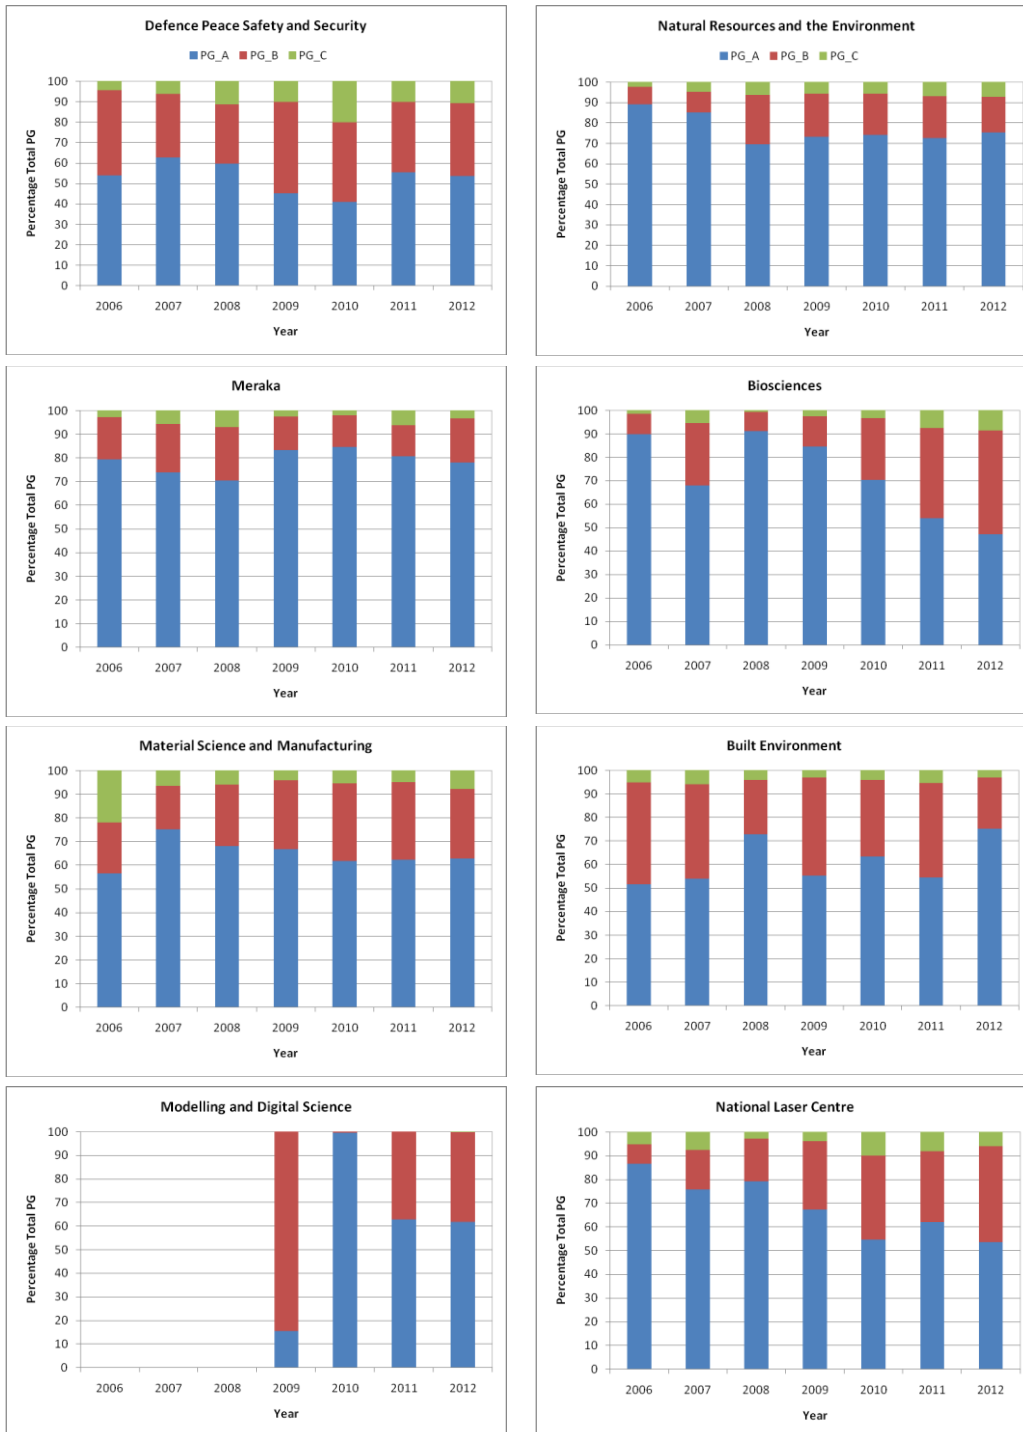 Defence Peace Safety and Security
PG_A PG_B PG_C
100
90
80
70
60
50
40
30
20
10
0
Percentage Total PG
2006 2007 2008 2009 2010 2011 2012
Year
Natural Resources and the Environment
PG_A PG_B PG_C
100
90
80
70
60
50
40
30
20
10
0
Percentage Total PG
2006 2007 2008 2009 2010 2011 2012
Year
Meraka
100
90
80
70
60
50
40
30
20
10
0
Percentage Total PG
2006 2007 2008 2009 2010 2011 2012
Year
Biosciences
100
90
80
70
60
50
40
30
20
10
0
Percentage Total PG
2006 2007 2008 2009 2010 2011 2012
Year
Material Science and Manufacturing
100
90
80
70
60
50
40
30
20
10
0
Percentage Total PG
2006 2007 2008 2009 2010 2011 2012
Year
Built Environment
100
90
80
70
60
50
40
30
20
10
0
Percentage Total PG
2006 2007 2008 2009 2010 2011 2012
Year
Modelling and Digital Science
100
90
80
70
60
50
40
30
20
10
0
Percentage Total PG
2006 2007 2008 2009 2010 2011 2012
Year
National Laser Centre
100
90
80
70
60
50
40
30
20
10
0
Percentage Total PG
2006 2007 2008 2009 2010 2011 2012
Year